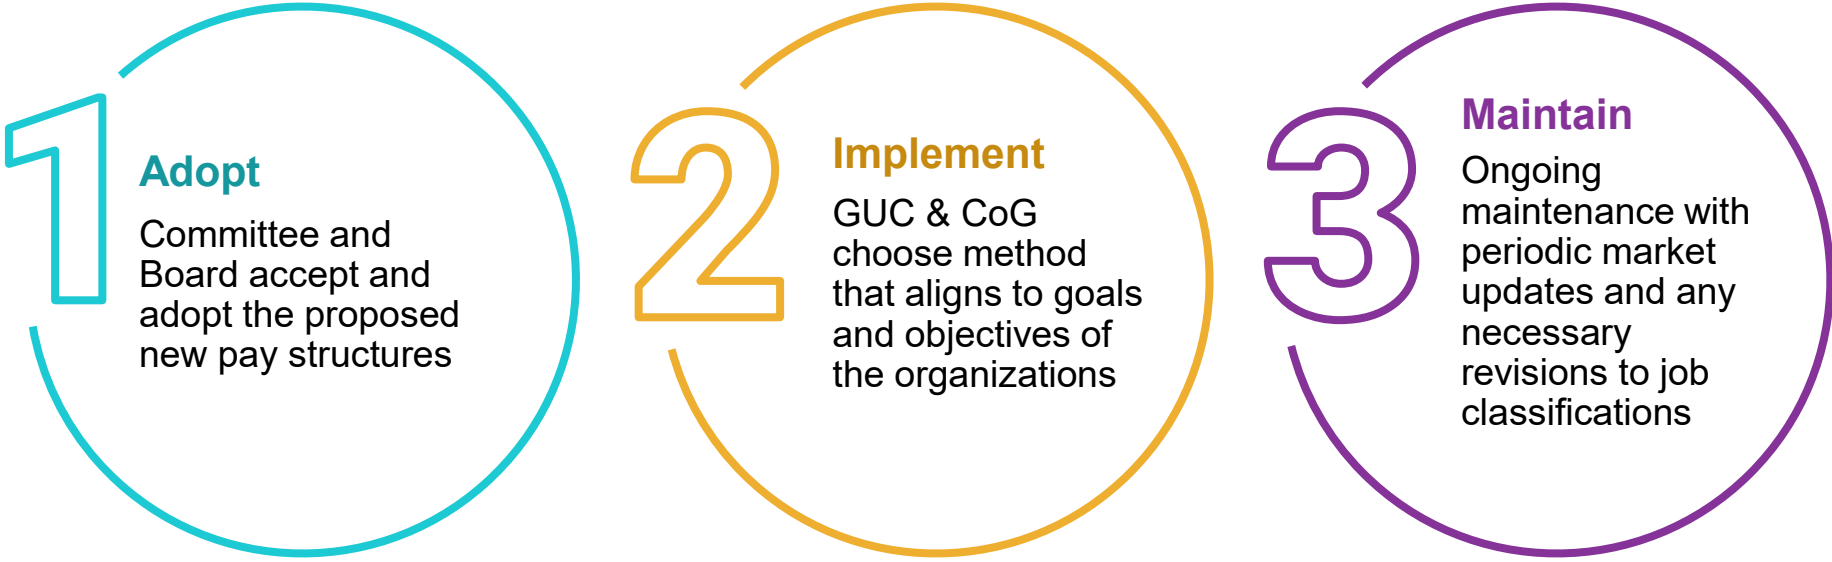 1
Adopt
Committee and
Board accept and
adopt the proposed
new pay structures
2
Implement
GUC & CoG
choose method
that aligns to goals
and objectives of
the organizations
3
Maintain
Ongoing
maintenance with
periodic market
updates and any
necessary
revisions to job
classifications